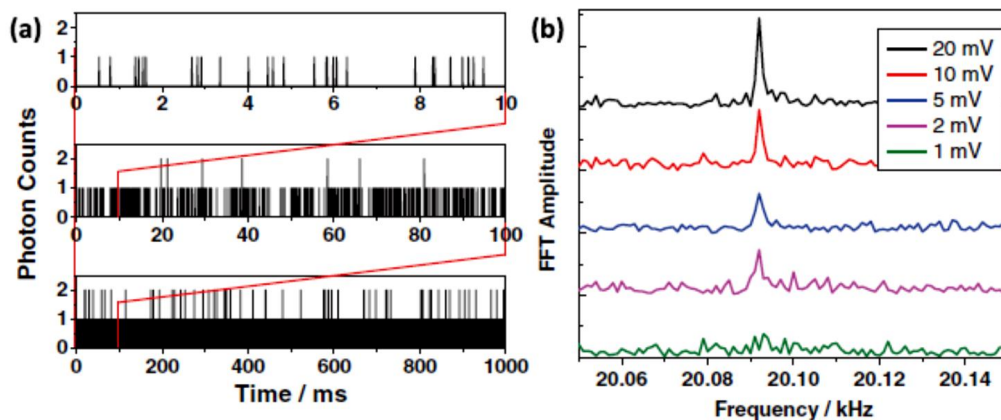 (a)
2
1
0
0 2 4 6 8 10
Photon Counts
2
1
0
0 20 40 60 80 100
2
1
0
0 200 400 600 800 1000
Time / ms
(b)
FFT Amplitude
20 mV
10 mV
5 mV
2 mV
1 mV
20.06 20.08 20.10 20.12 20.14
Frequency / kHz